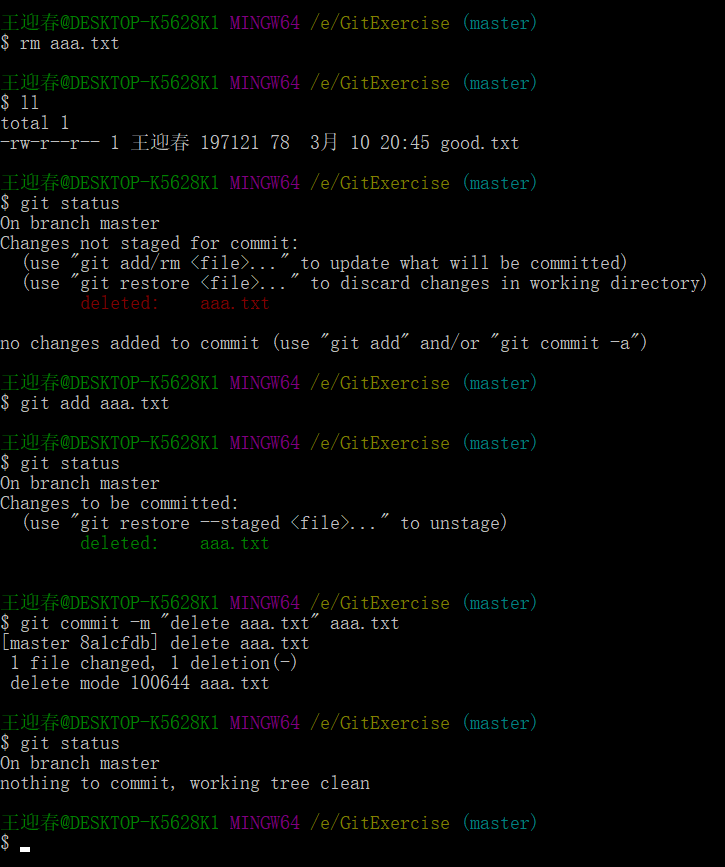 王迎春@DESKTOP-K5628K1 MINGW64 /e/GitExercise (master)
$ rm aaa.txt
王迎春@DESKTOP-K5628K1 MINGW64 /e/GitExercise (master)
$ ll
total 1
-rw-r--r-- 1 王迎春 197121 78  3月 10 20:45 good.txt
王迎春@DESKTOP-K5628K1 MINGW64 /e/GitExercise (master)
$ git status
On branch master
Changes not staged for commit:
  (use "git add/rm <file>..." to update what will be committed)
  (use "git restore <file>..." to discard changes in working directory)
        deleted:    aaa.txt
no changes added to commit (use "git add" and/or "git commit -a")
王迎春@DESKTOP-K5628K1 MINGW64 /e/GitExercise (master)
$ git add aaa.txt
王迎春@DESKTOP-K5628K1 MINGW64 /e/GitExercise (master)
$ git status
On branch master
Changes to be committed:
  (use "git restore --staged <file>..." to unstage)
        deleted:    aaa.txt
王迎春@DESKTOP-K5628K1 MINGW64 /e/GitExercise (master)
$ git commit -m "delete aaa.txt" aaa.txt
[master 8a1cfdb] delete aaa.txt
 1 file changed, 1 deletion(-)
 delete mode 100644 aaa.txt
王迎春@DESKTOP-K5628K1 MINGW64 /e/GitExercise (master)
$ git status
On branch master
nothing to commit, working tree clean
王迎春@DESKTOP-K5628K1 MINGW64 /e/GitExercise (master)
$